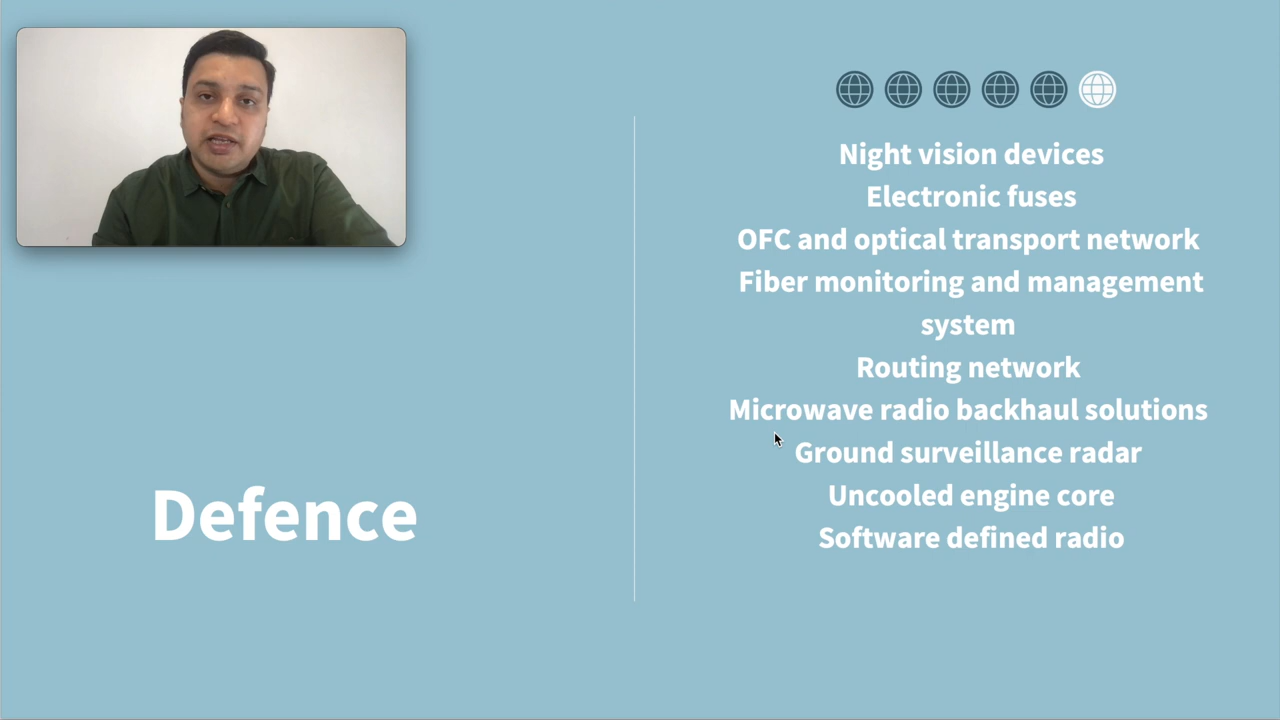 Night vision devices
Electronic fuses
OFC and optical transport network
Fiber monitoring and management
system
Routing network
Microwave radio backhaul solutions
Ground surveillance radar
Uncooled engine core
Software defined radio
Defence